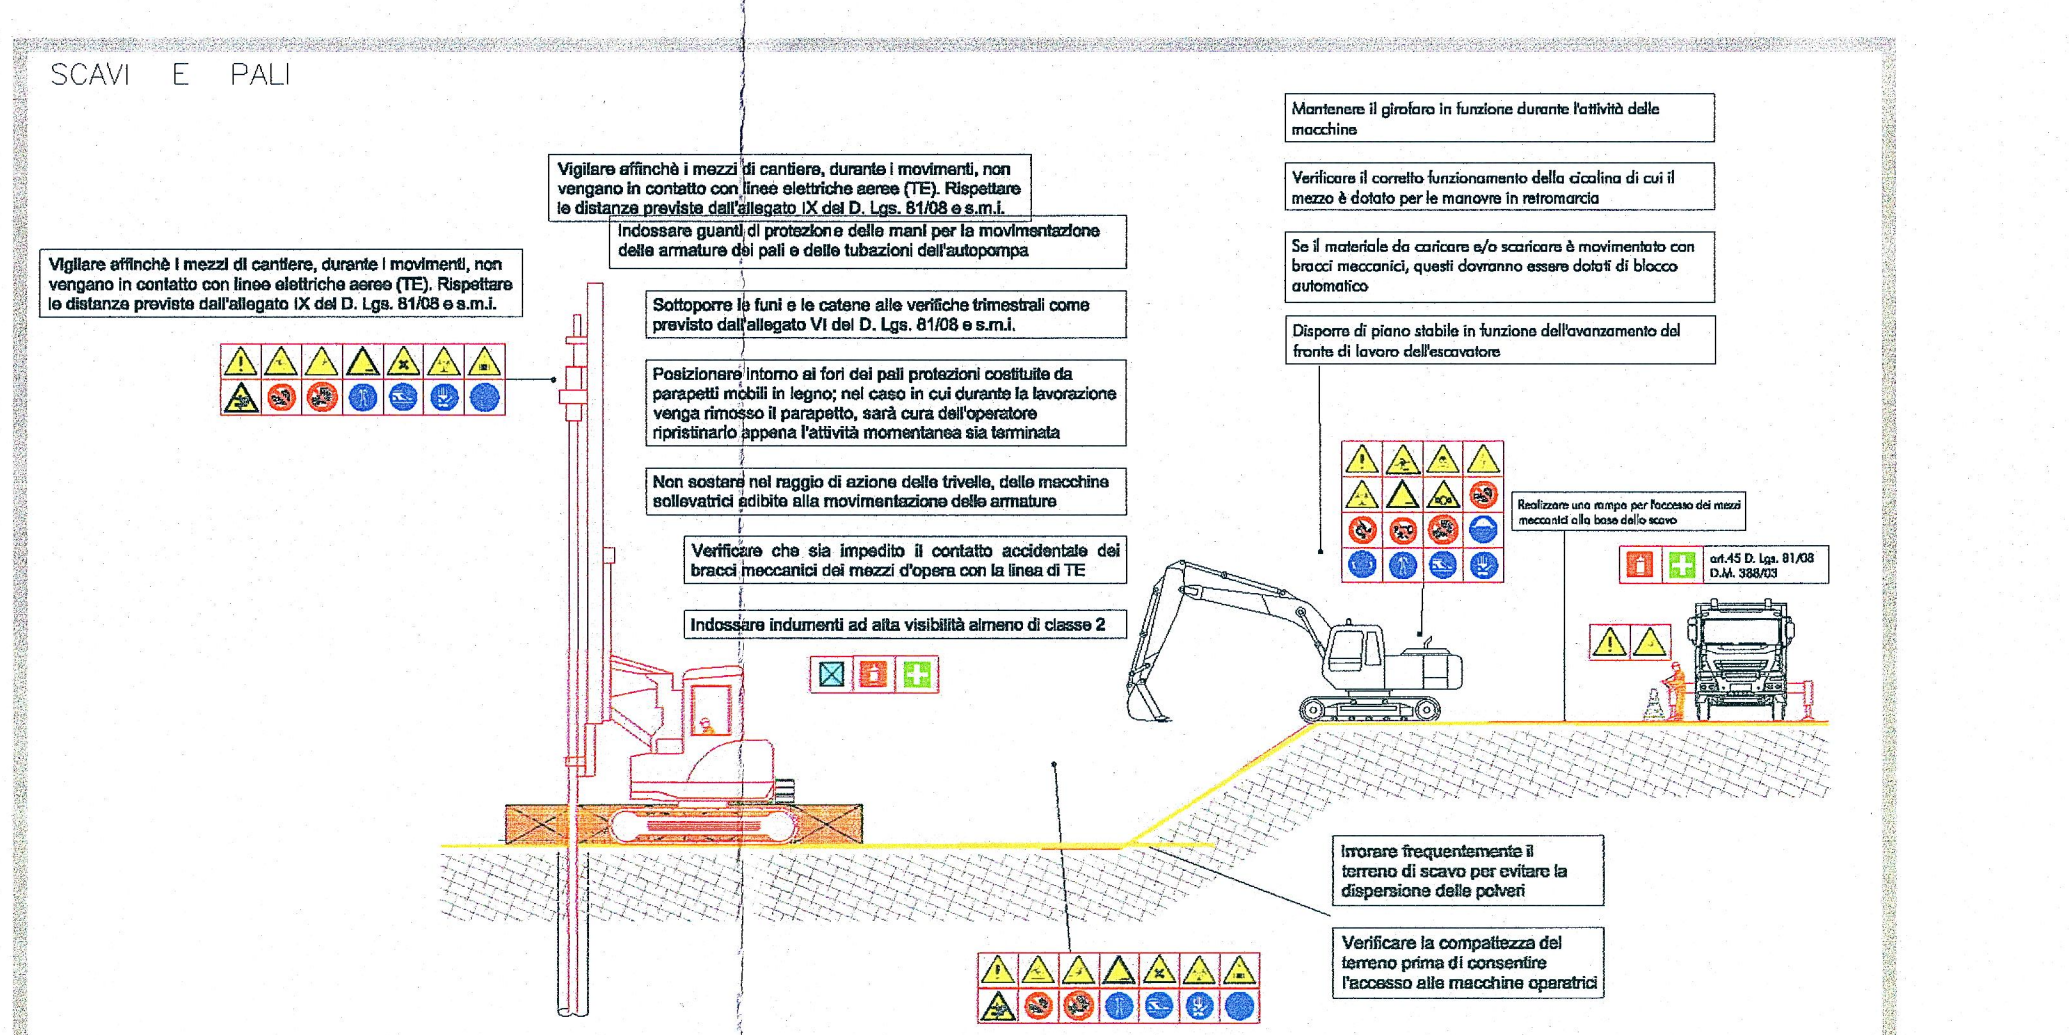 SCAVI E PALI
Vigilare affinchè i mezzi di cantiere, durante i movimenti, non
vengano in contatto con linee elettriche aeree (TE). Rispettare
le distanze previste dall'allegato IX del D. Lgs. 81/08 e s.m.i.
Vigilare affinchè i mezzi di cantiere, durante i movimenti, non
vengano in contatto con linee elettriche aeree (TE). Rispettare
le distanze previste dall'allegato IX del D. Lgs. 81/08 e s.m.i.
Indossare guanti di protezione delle mani per la movimentazione
delle armature dei pali e delle tubazioni dell'autopompa
Sottoporre le funi e le catene alle verifiche trimestrali come
previsto dall'allegato VI del D. Lgs. 81/08 e s.m.i.
Posizionare intorno ai fori dei pali protezioni costituite da
parapetti mobili in legno; nel caso in cui durante la lavorazione
venga rimosso il parapetto, sarà cura dell'operatore
ripristinarlo appena l'attività momentanea sia terminata
Non sostare nel raggio di azione delle trivelle, delle macchine
sollevatrici adibite alla movimentazione delle armature
Verificare che sia impedito il contatto accidentale dei
bracci meccanici dei mezzi d'opera con la linea di TE
Indossare indumenti ad alta visibilità almeno di classe 2
Mantenere il girofaro in funzione durante l'attività delle
macchine
Verificare il corretto funzionamento della cicalina di cui il
mezzo è dotato per le manovre in retromarcia
Se il materiale da caricare e/o scaricare è movimentato con
bracci meccanici, questi dovranno essere dotati di blocco
automatico
Disporre di piano stabile in funzione dell'avanzamento del
fronte di lavoro dell'escavatore
Realizzare una rampa per l'accesso dei mezzi
meccanici alla base dello scavo
art.45 D. Lgs. 81/08
D.M. 388/03
Irrorare frequentemente il
terreno di scavo per evitare la
dispersione delle polveri
Verificare la compattezza del
terreno prima di consentire
l'accesso alle macchine operatrici